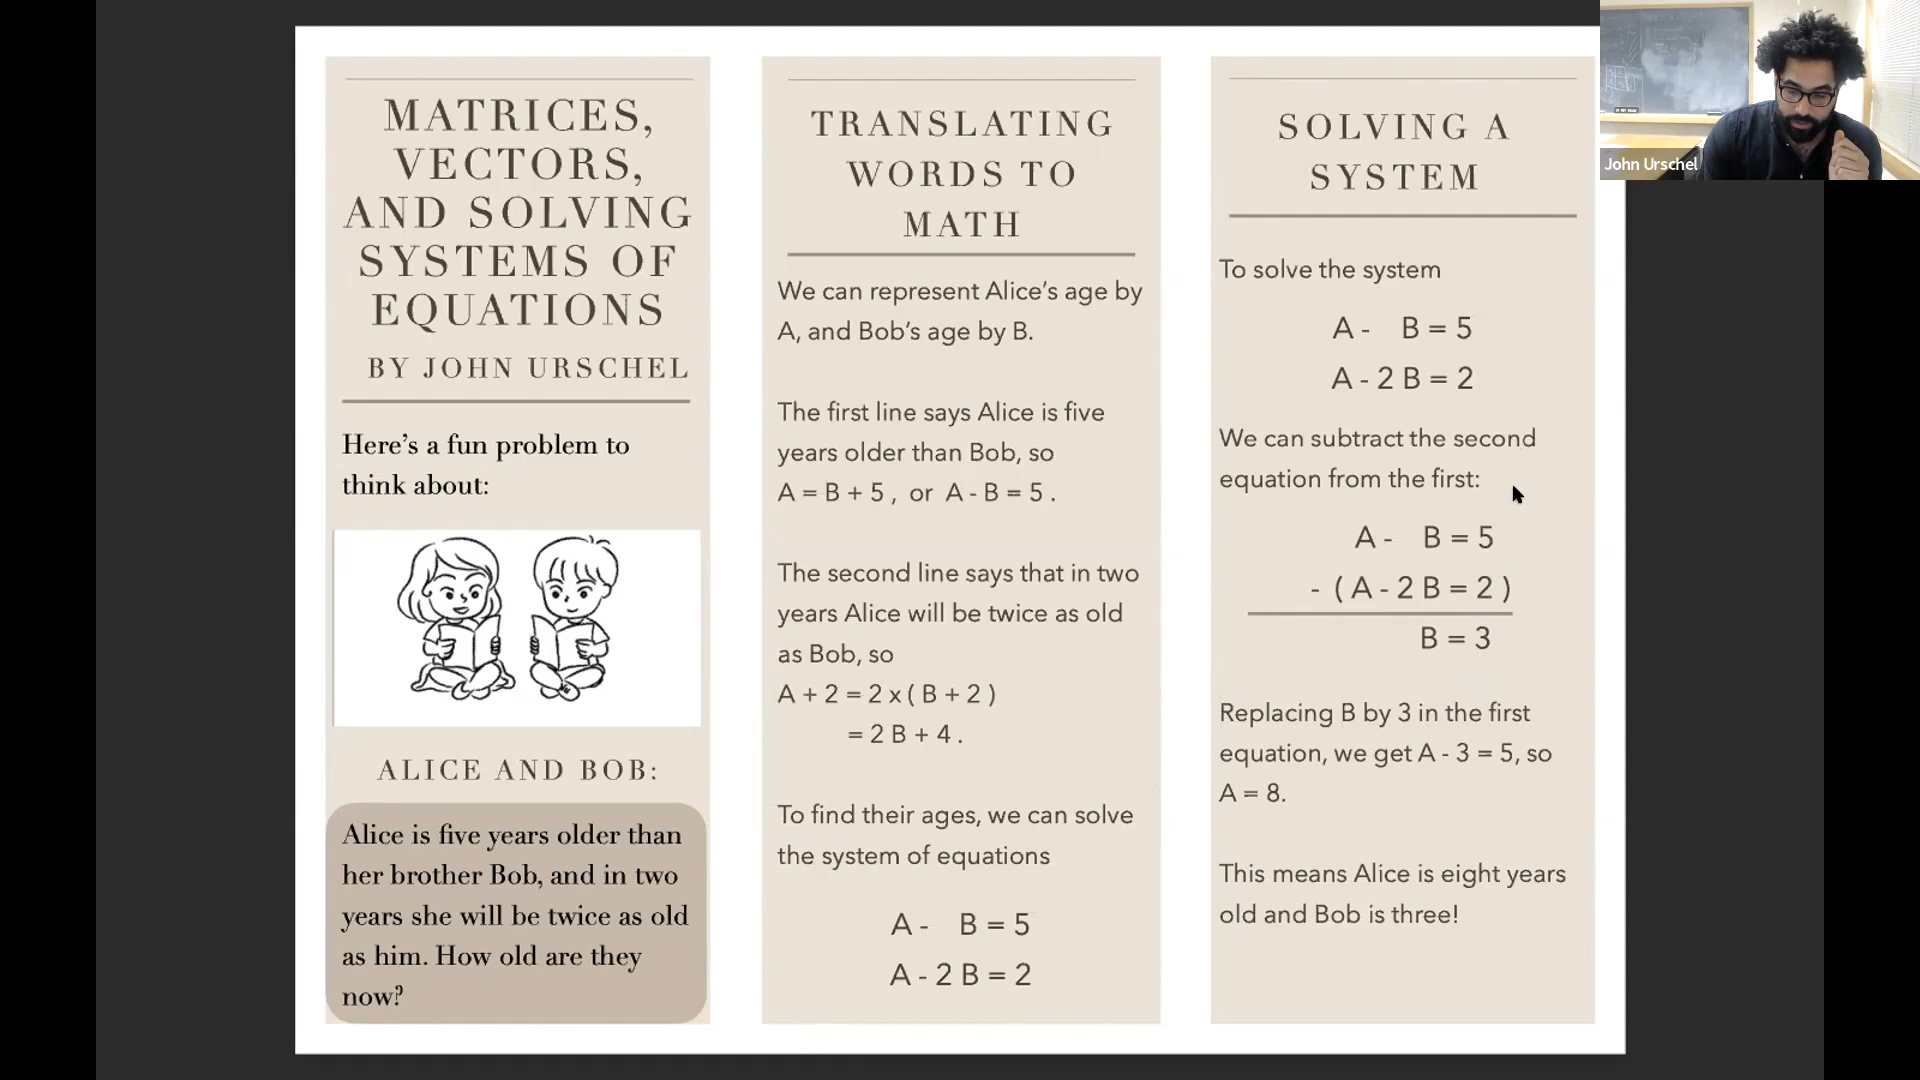 MATRICES,
VECTORS,
AND SOLVING
SYSTEMS OF
EQUATIONS
BY JOHN URSCHEL
Here's a fun problem to
think about:
ALICE AND BOB:
Alice is five years older than
her brother Bob, and in two
years she will be twice as old
as him. How old are they
now?
TRANSLATING
WORDS TO
MATH
We can represent Alice's age by
A, and Bob's age by B.
The first line says Alice is five
years older than Bob, so
A = B + 5 , or A - B = 5 .
The second line says that in two
years Alice will be twice as old
as Bob, so
A + 2 = 2 x ( B + 2 )
= 2 B + 4 .
To find their ages, we can solve
the system of equations
A - B = 5
A - 2 B = 2
SOLVING A
SYSTEM
To solve the system
A - B = 5
A - 2 B = 2
We can subtract the second
equation from the first:
A - B = 5
- ( A - 2 B = 2 )
B = 3
Replacing B by 3 in the first
equation, we get A - 3 = 5, so
A = 8.
This means Alice is eight years
old and Bob is three!
John Urschel